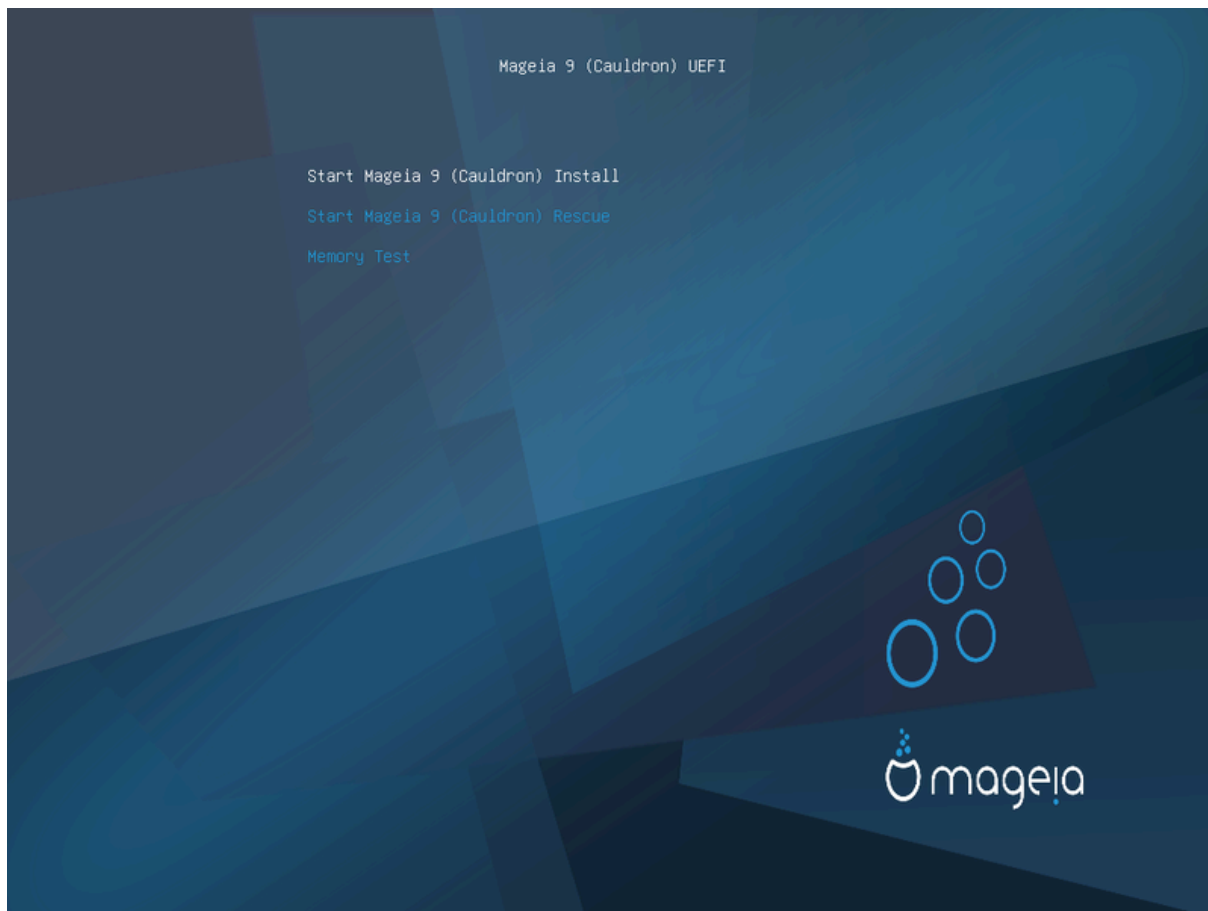 Mageia 9 (Cauldron) UEFI
Start Mageia 9 (Cauldron) Install
Start Mageia 9 (Cauldron) Rescue
Memory Test
mageia